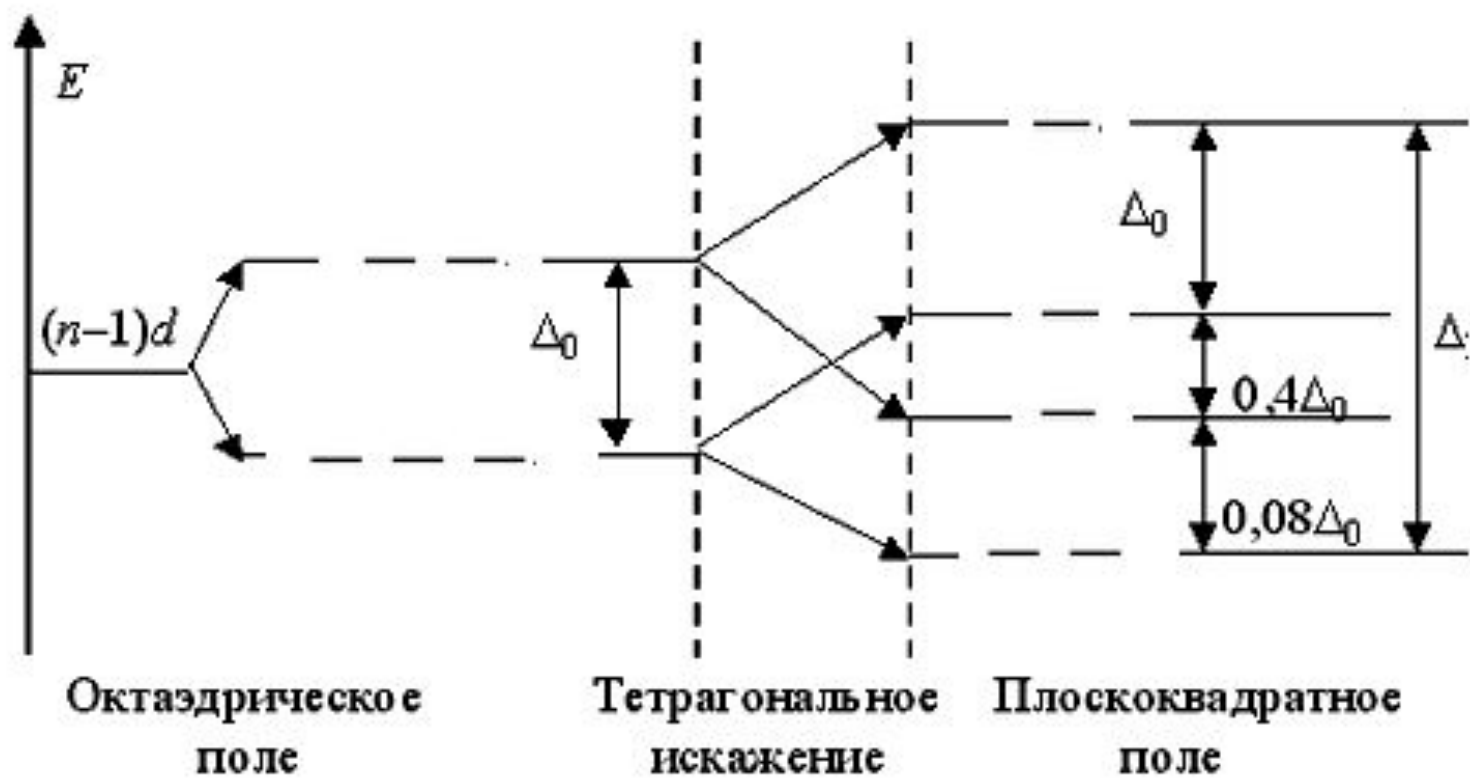 E
(n–1)d
Δ₀
Δ₀
0,4Δ₀
0,08Δ₀
Октаэдрическое
поле
Тетрагональное
искажение
Плоскоквадратное
поле